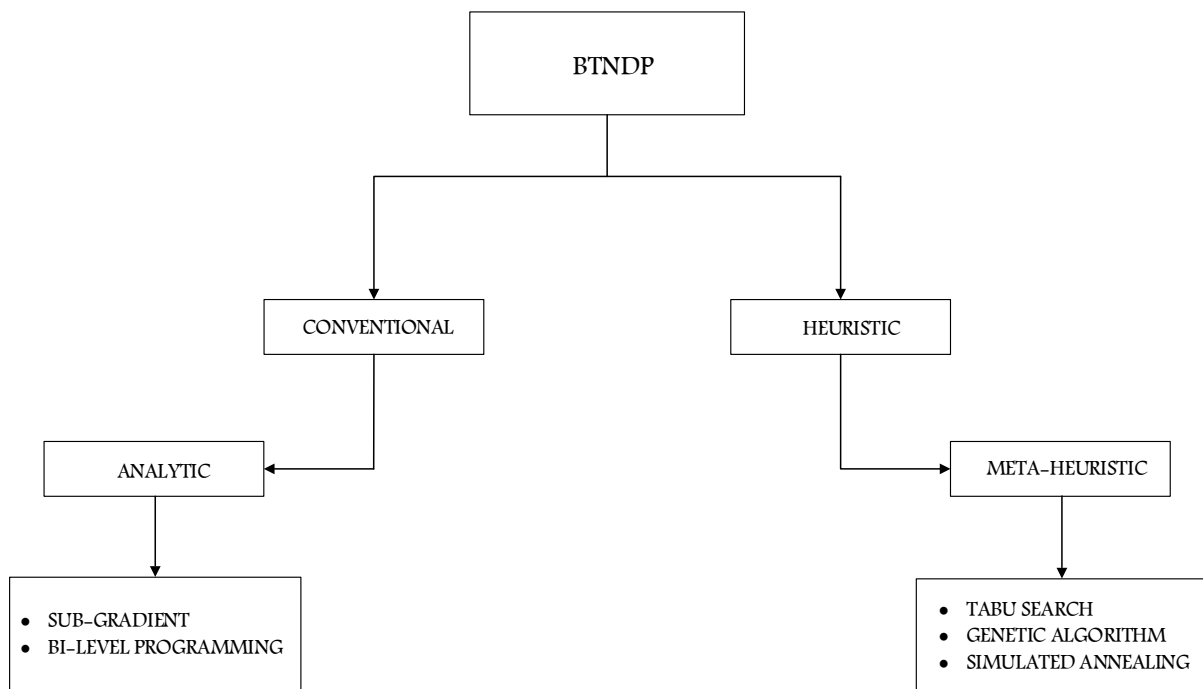 BTNDP
CONVENTIONAL
HEURISTIC
ANALYTIC
META-HEURISTIC
• SUB-GRADIENT
• BI-LEVEL PROGRAMMING
• TABU SEARCH
• GENETIC ALGORITHM
• SIMULATED ANNEALING